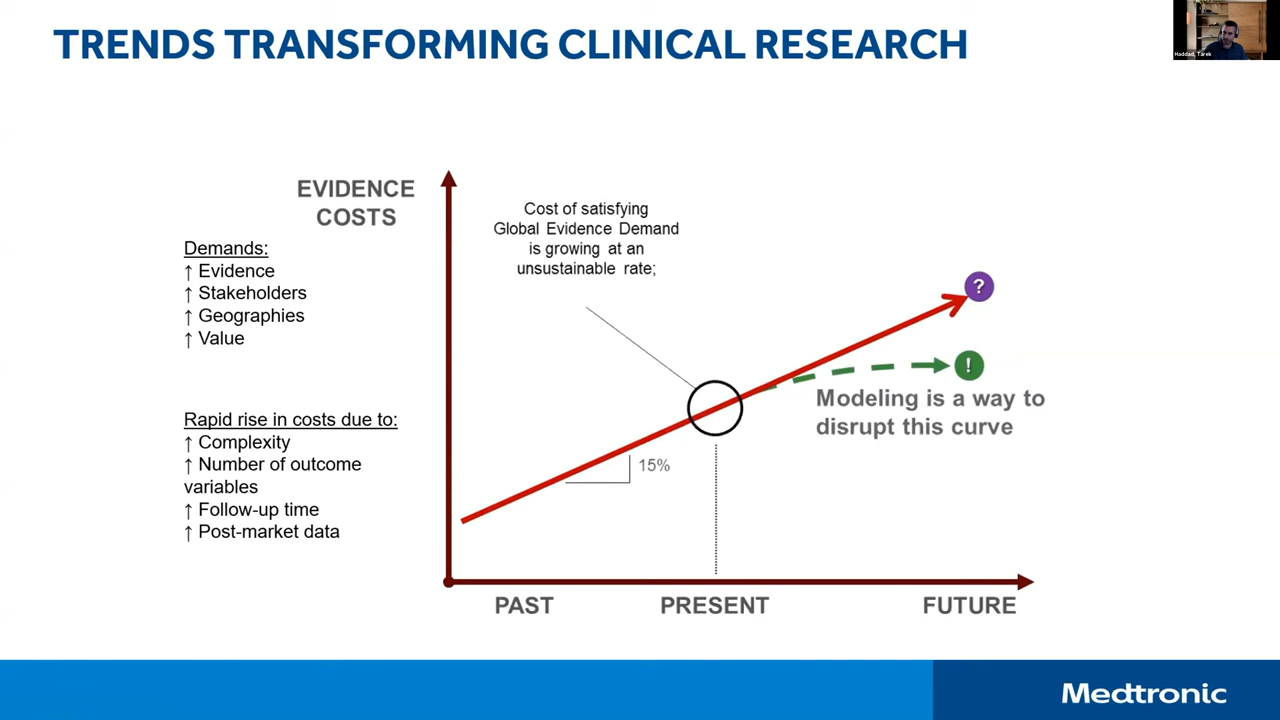 TRENDS TRANSFORMING CLINICAL RESEARCH
Haddad, Tarek
EVIDENCE
COSTS
Demands:
↑ Evidence
↑ Stakeholders
↑ Geographies
↑ Value
Rapid rise in costs due to:
↑ Complexity
↑ Number of outcome
variables
↑ Follow-up time
↑ Post-market data
Cost of satisfying
Global Evidence Demand
is growing at an
unsustainable rate;
?
!
Modeling is a way to
disrupt this curve
15%
PAST
PRESENT
FUTURE
Medtronic